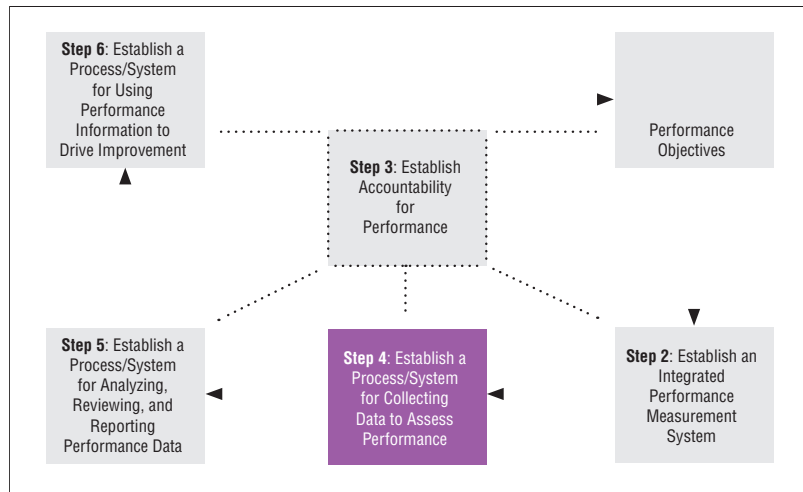 Step 6: Establish a
Process/System
for Using
Performance
Information to
Drive Improvement
Performance
Objectives
Step 3: Establish
Accountability
for
Performance
Step 5: Establish a
Process/System
for Analyzing,
Reviewing, and
Reporting
Performance Data
Step 4: Establish a
Process/System
for Collecting
Data to Assess
Performance
Step 2: Establish an
Integrated
Performance
Measurement
System